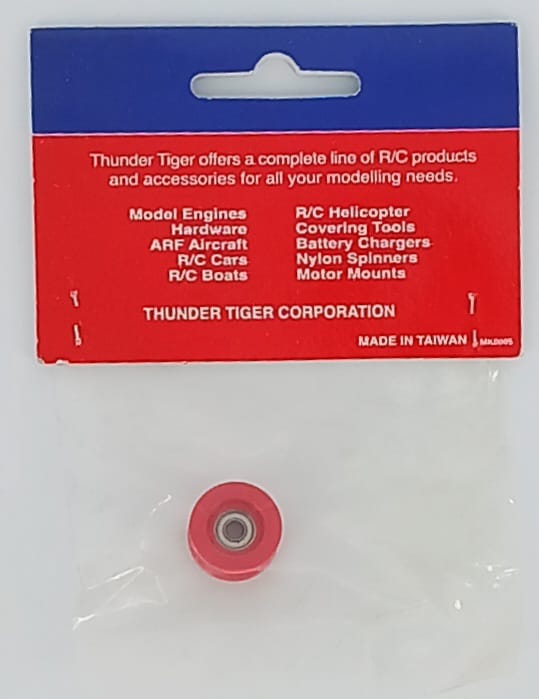 Thunder Tiger offers a complete line of R/C products
and accessories for all your modelling needs.
Model Engines
Hardware
ARF Aircraft
R/C Cars
R/C Boats
R/C Helicopter
Covering Tools
Battery Chargers
Nylon Spinners
Motor Mounts
THUNDER TIGER CORPORATION
MADE IN TAIWAN